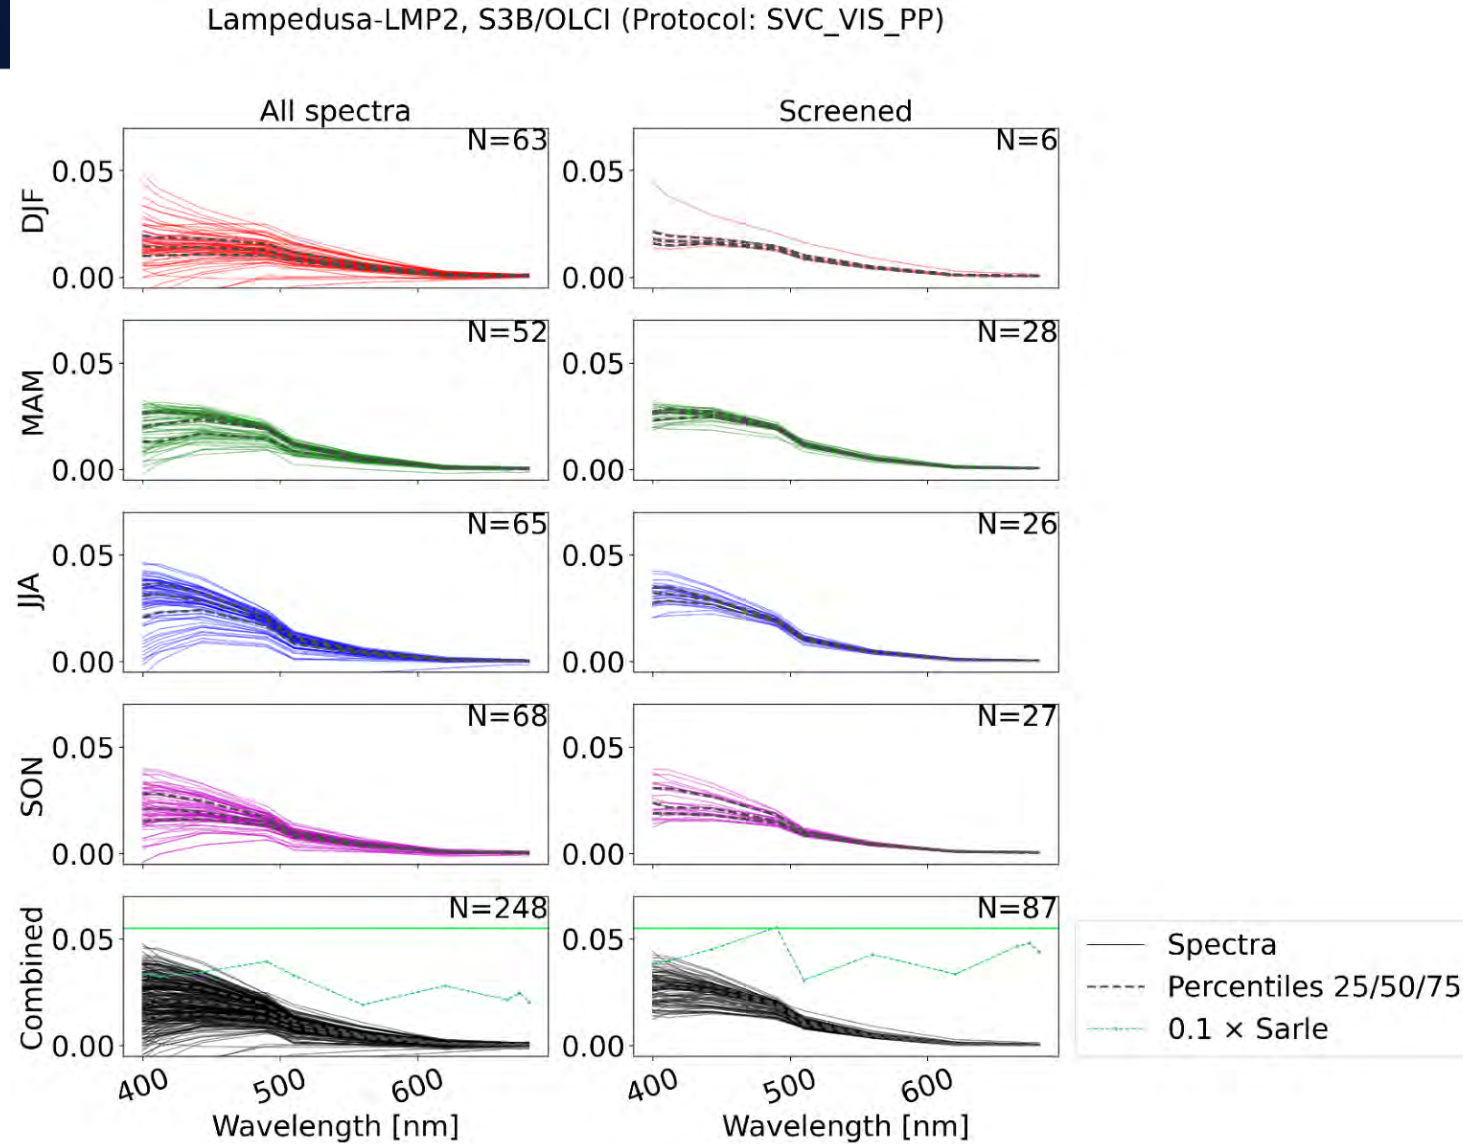 Lampedusa-LMP2, S3B/OLCI (Protocol: SVC_VIS_PP)
All spectra
Screened
DJF
0.05
0.00
N=63
0.05
0.00
N=6
MAM
0.05
0.00
N=52
0.05
0.00
N=28
JJA
0.05
0.00
N=65
0.05
0.00
N=26
SON
0.05
0.00
N=68
0.05
0.00
N=27
Combined
0.05
0.00
N=248
0.05
0.00
N=87
400
500
600
400
500
600
Wavelength [nm]
Wavelength [nm]
Spectra
Percentiles 25/50/75
0.1 × Sarle